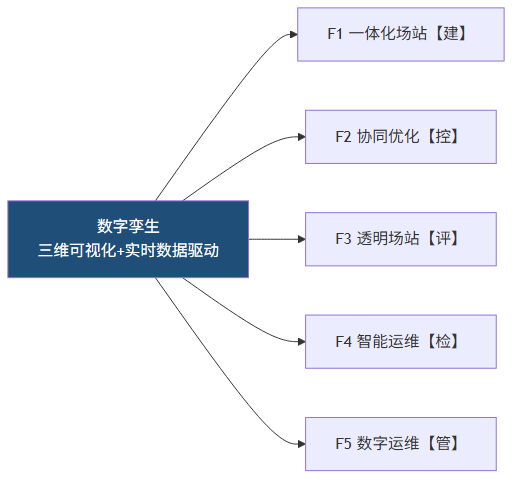 F1 一体化场站【建】
F2 协同优化【控】
数字孪生
三维可视化+实时数据驱动
F3 透明场站【评】
F4 智能运维【检】
F5 数字运维【管】